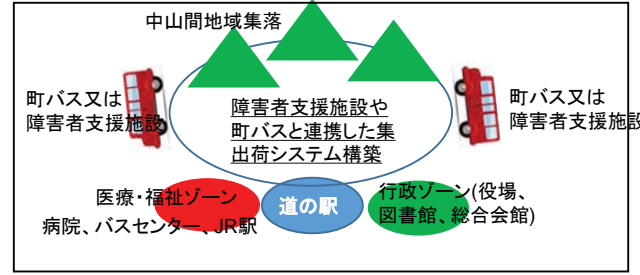 中山間地域集落
町バス又は
障害者支援施設
障害者支援施設や
町バスと連携した集
出荷システム構築
町バス又は
障害者支援施設
医療・福祉ゾーン
病院、バスセンター、JR駅
道の駅
行政ゾーン(役場、
図書館、総合会館)